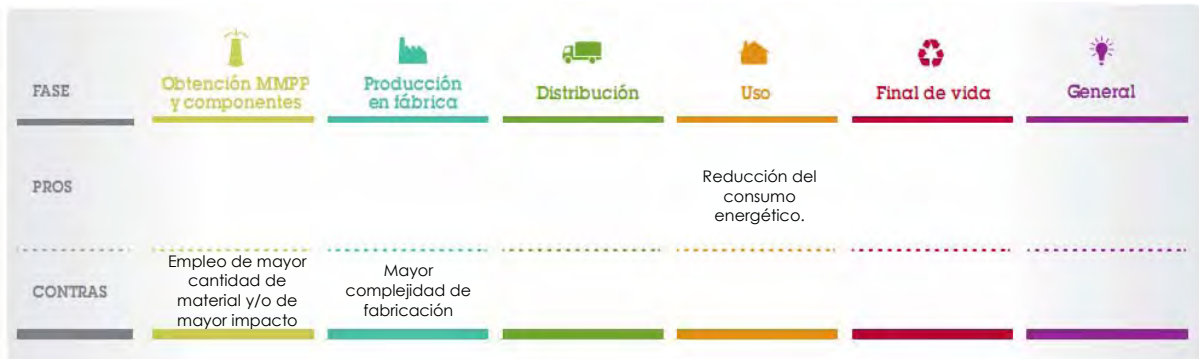 FASE
Obtención MMPP
y componentes
Producción
en fábrica
Distribución
Uso
Final de vida
General
PROS
Reducción del
consumo
energético.
CONTRAS
Empleo de mayor
cantidad de
material y/o de
mayor impacto
Mayor
complejidad de
fabricación